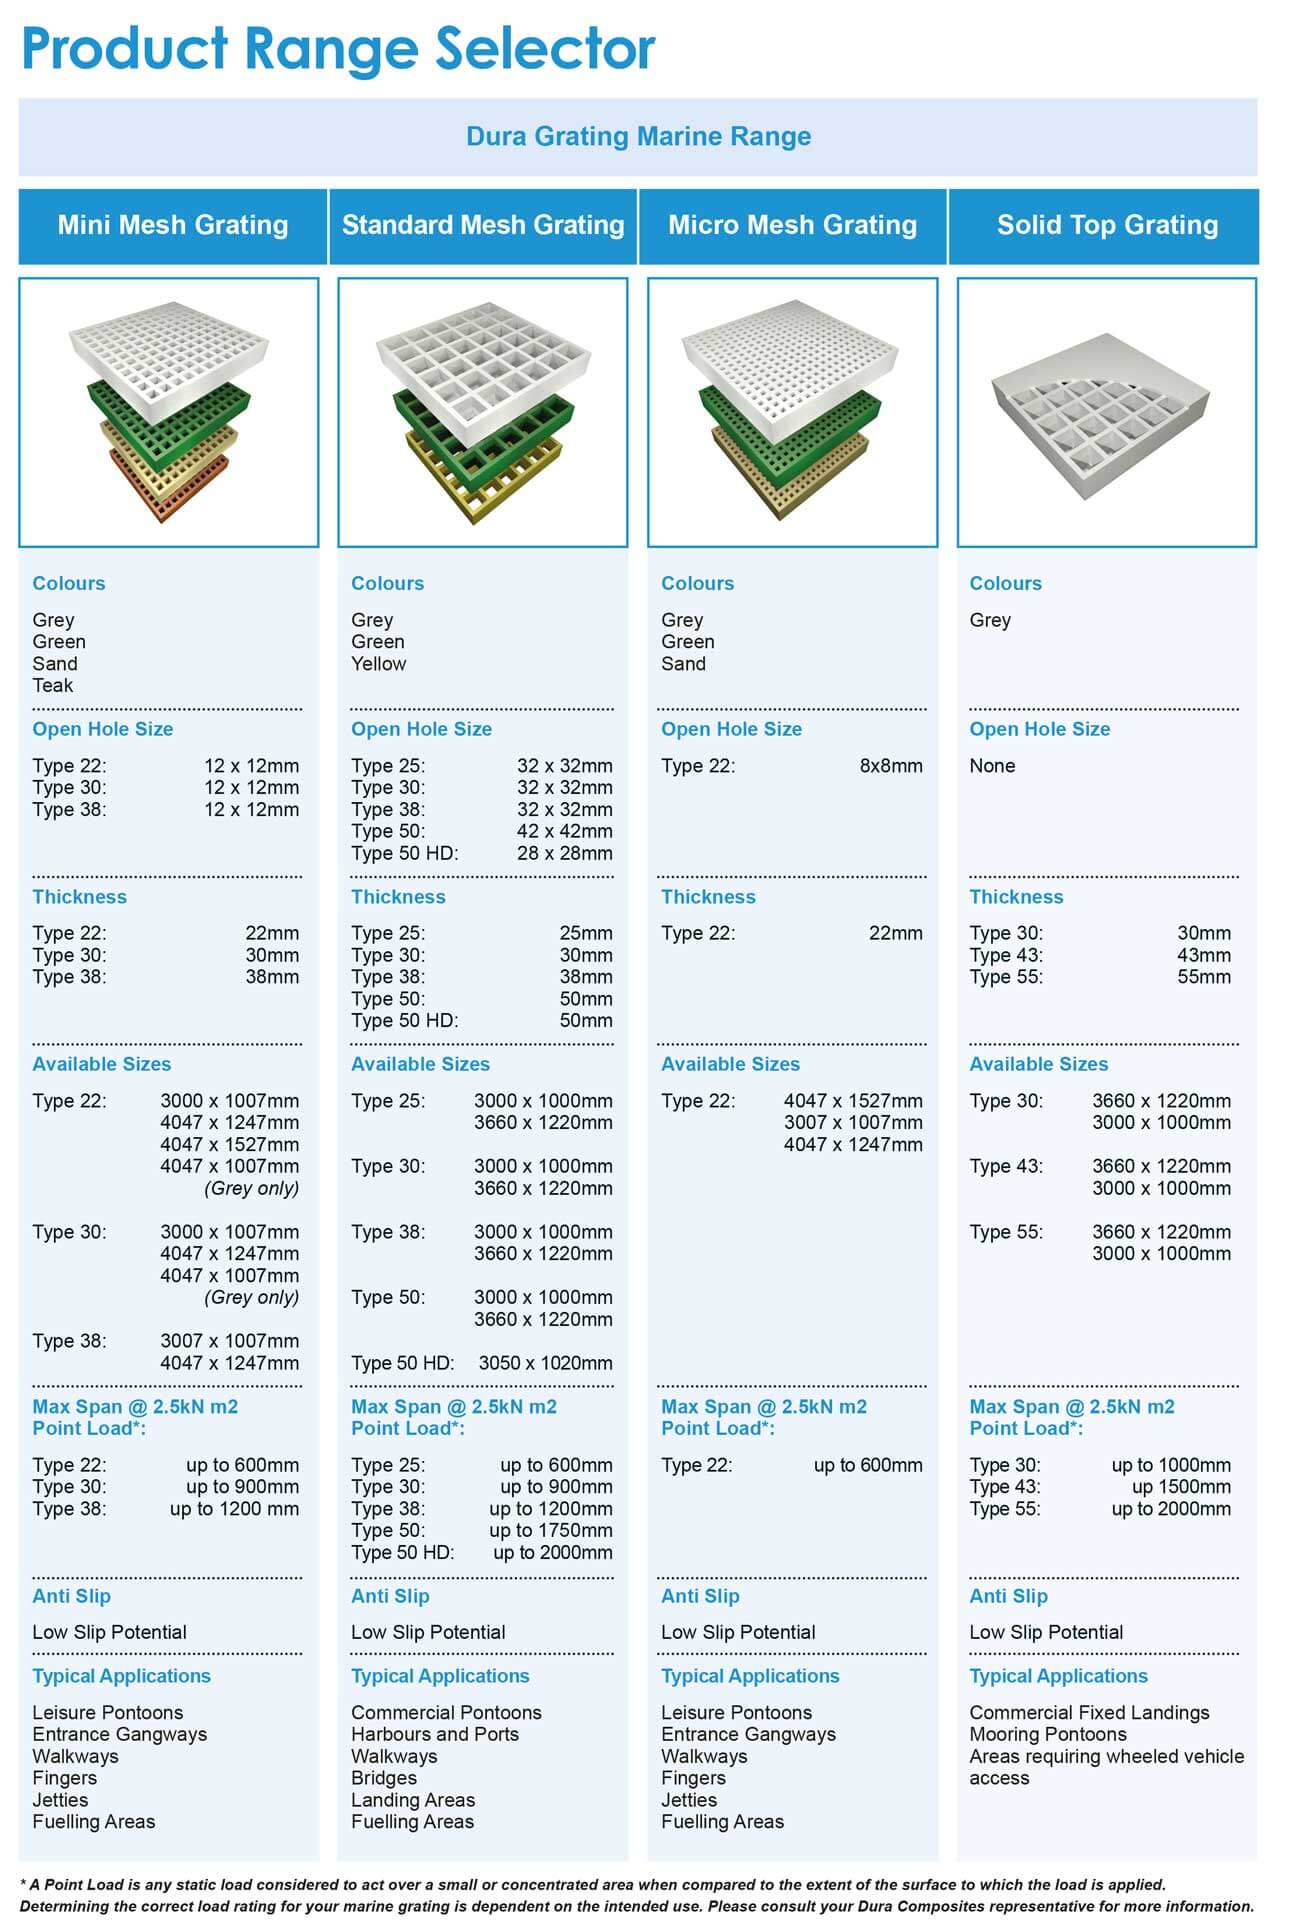 Product Range Selector
Dura Grating Marine Range
Mini Mesh Grating
Colours
Grey
Green
Sand
Teak
Open Hole Size
Type 22: 12 x 12mm
Type 30: 12 x 12mm
Type 38: 12 x 12mm
Thickness
Type 22: 22mm
Type 30: 30mm
Type 38: 38mm
Available Sizes
Type 22: 3000 x 1007mm
4047 x 1247mm
4047 x 1527mm
4047 x 1007mm
(Grey only)
Type 30: 3000 x 1007mm
4047 x 1247mm
4047 x 1007mm
(Grey only)
Type 38: 3007 x 1007mm
4047 x 1247mm
Max Span @ 2.5kN m2
Point Load*:
Type 22: up to 600mm
Type 30: up to 900mm
Type 38: up to 1200 mm
Anti Slip
Low Slip Potential
Typical Applications
Leisure Pontoons
Entrance Gangways
Walkways
Fingers
Jetties
Fuelling Areas
Standard Mesh Grating
Colours
Grey
Green
Yellow
Open Hole Size
Type 25: 32 x 32mm
Type 30: 32 x 32mm
Type 38: 32 x 32mm
Type 50: 42 x 42mm
Type 50 HD: 28 x 28mm
Thickness
Type 25: 25mm
Type 30: 30mm
Type 38: 38mm
Type 50: 50mm
Type 50 HD: 50mm
Available Sizes
Type 25: 3000 x 1000mm
3660 x 1220mm
Type 30: 3000 x 1000mm
3660 x 1220mm
Type 38: 3000 x 1000mm
3660 x 1220mm
Type 50: 3000 x 1000mm
3660 x 1220mm
Type 50 HD: 3050 x 1020mm
Max Span @ 2.5kN m2
Point Load*:
Type 25: up to 600mm
Type 30: up to 900mm
Type 38: up to 1200mm
Type 50: up to 1750mm
Type 50 HD: up to 2000mm
Anti Slip
Low Slip Potential
Typical Applications
Commercial Pontoons
Harbours and Ports
Walkways
Bridges
Landing Areas
Fuelling Areas
Micro Mesh Grating
Colours
Grey
Green
Sand
Open Hole Size
Type 22: 8x8mm
Thickness
Type 22: 22mm
Available Sizes
Type 22: 4047 x 1527mm
3007 x 1007mm
4047 x 1247mm
Max Span @ 2.5kN m2
Point Load*:
Type 22: up to 600mm
Anti Slip
Low Slip Potential
Typical Applications
Leisure Pontoons
Entrance Gangways
Walkways
Fingers
Jetties
Fuelling Areas
Solid Top Grating
Colours
Grey
Open Hole Size
None
Thickness
Type 30: 30mm
Type 43: 43mm
Type 55: 55mm
Available Sizes
Type 30: 3660 x 1220mm
3000 x 1000mm
Type 43: 3660 x 1220mm
3000 x 1000mm
Type 55: 3660 x 1220mm
3000 x 1000mm
Max Span @ 2.5kN m2
Point Load*:
Type 30: up to 1000mm
Type 43: up 1500mm
Type 55: up to 2000mm
Anti Slip
Low Slip Potential
Typical Applications
Commercial Fixed Landings
Mooring Pontoons
Areas requiring wheeled vehicle
access
* A Point Load is any static load considered to act over a small or concentrated area when compared to the extent of the surface to which the load is applied.
Determining the correct load rating for your marine grating is dependent on the intended use. Please consult your Dura Composites representative for more information.